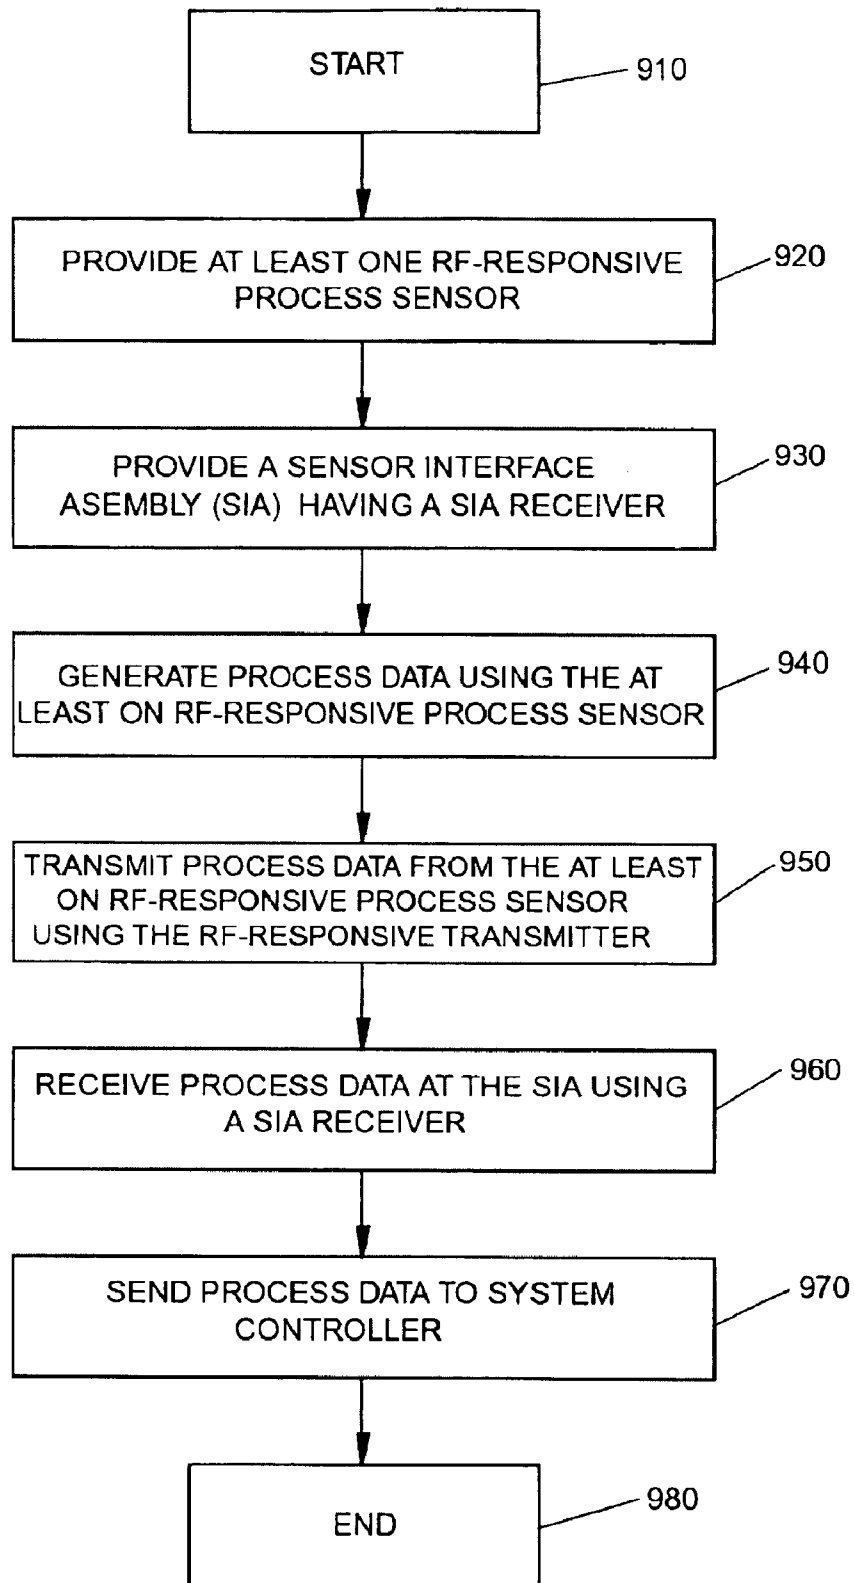 START
910
PROVIDE AT LEAST ONE RF-RESPONSIVE
PROCESS SENSOR
920
PROVIDE A SENSOR INTERFACE
ASEMBLY (SIA) HAVING A SIA RECEIVER
930
GENERATE PROCESS DATA USING THE AT
LEAST ON RF-RESPONSIVE PROCESS SENSOR
940
TRANSMIT PROCESS DATA FROM THE AT LEAST
ON RF-RESPONSIVE PROCESS SENSOR
USING THE RF-RESPONSIVE TRANSMITTER
950
RECEIVE PROCESS DATA AT THE SIA USING
A SIA RECEIVER
960
SEND PROCESS DATA TO SYSTEM
CONTROLLER
970
END
980